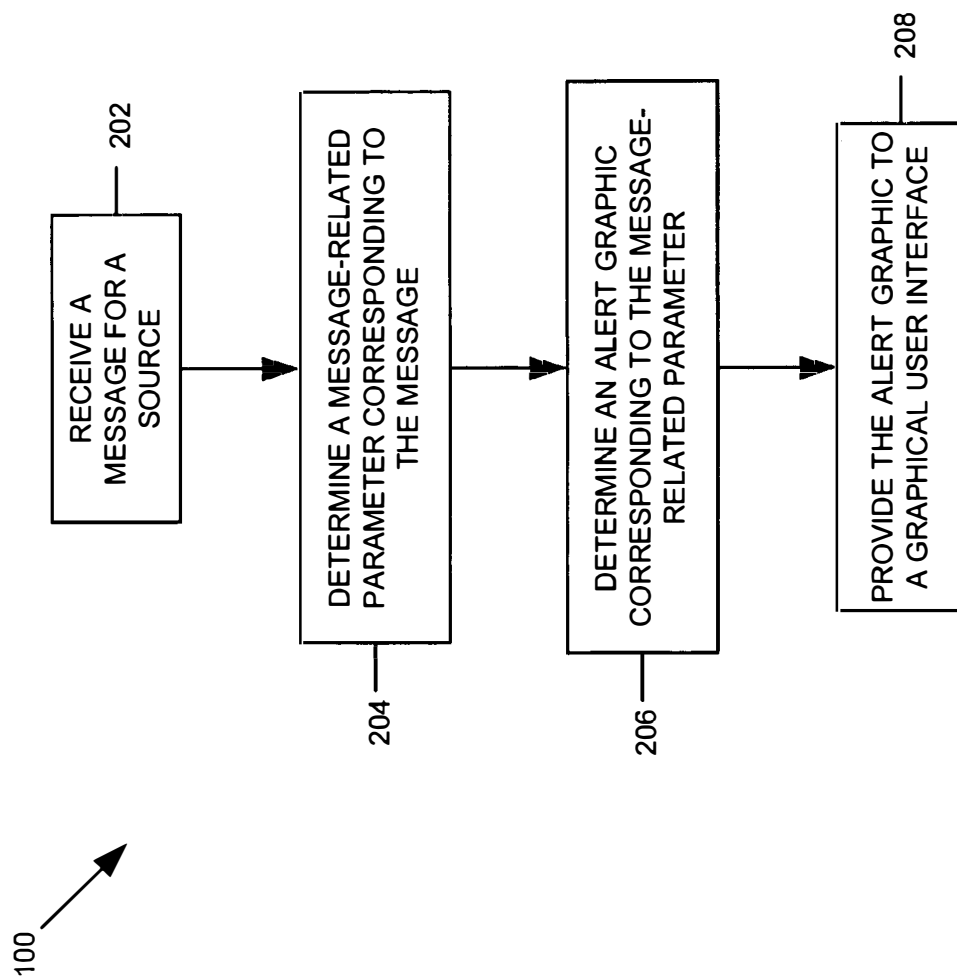 100
RECEIVE A
MESSAGE FOR A
SOURCE
202
DETERMINE A MESSAGE-RELATED
PARAMETER CORRESPONDING TO
THE MESSAGE
204
DETERMINE AN ALERT GRAPHIC
CORRESPONDING TO THE MESSAGE-
RELATED PARAMETER
206
PROVIDE THE ALERT GRAPHIC TO
A GRAPHICAL USER INTERFACE
208